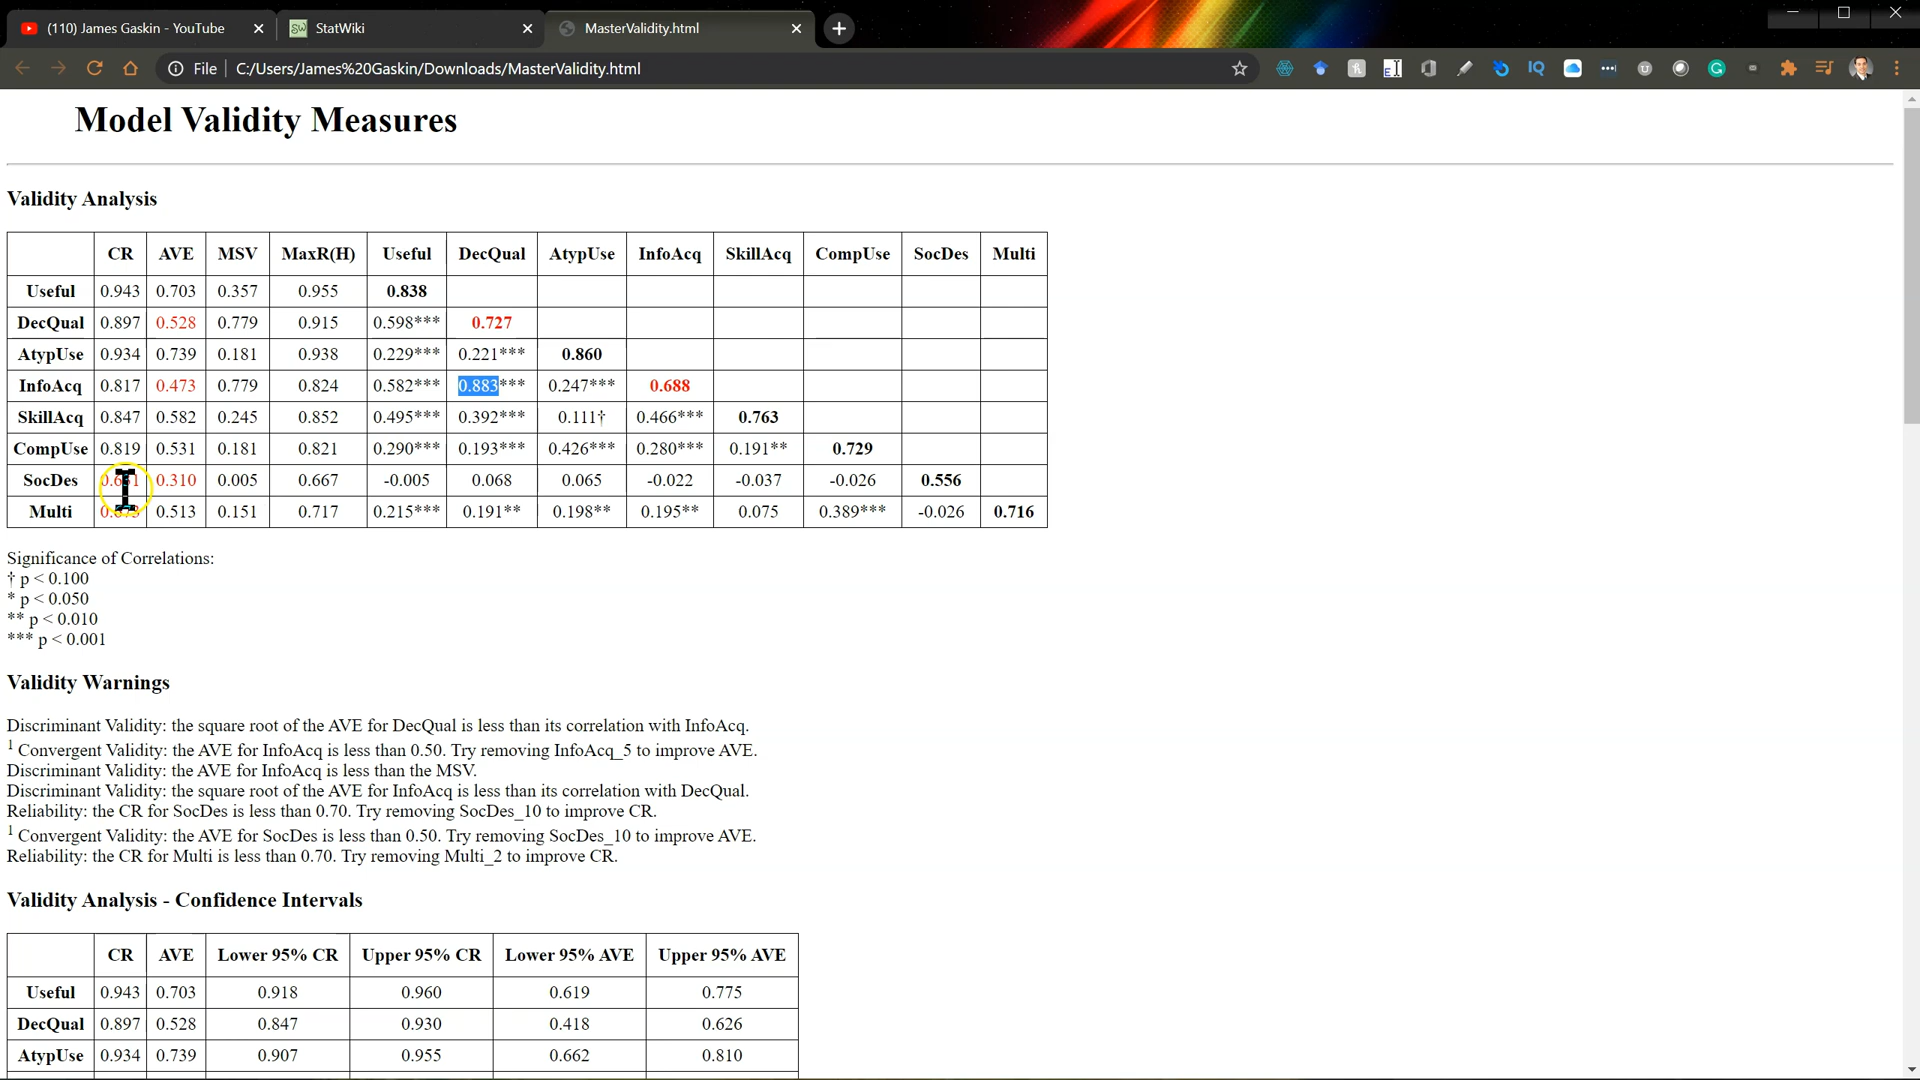 (110) James Gaskin - YouTube
StatWiki
MasterValidity.html
File
C:/Users/James%20Gaskin/Downloads/MasterValidity.html
Model Validity Measures
Validity Analysis
CR AVE MSV MaxR(H) Useful DecQual AtypUse InfoAcq SkillAcq CompUse SocDes Multi
Useful 0.943 0.703 0.357 0.955 0.838
DecQual 0.897 0.528 0.779 0.915 0.598*** 0.727
AtypUse 0.934 0.739 0.181 0.938 0.229*** 0.221*** 0.860
InfoAcq 0.817 0.473 0.779 0.824 0.582*** 0.883*** 0.247*** 0.688
SkillAcq 0.847 0.582 0.245 0.852 0.495*** 0.392*** 0.111† 0.466*** 0.763
CompUse 0.819 0.531 0.181 0.821 0.290*** 0.193*** 0.426*** 0.280*** 0.191** 0.729
SocDes 0.310 0.005 0.667 -0.005 0.068 0.065 -0.022 -0.037 -0.026 0.556
Multi 0.513 0.151 0.717 0.215*** 0.191** 0.198** 0.195** 0.075 0.389*** -0.026 0.716
Significance of Correlations:
† p < 0.100
* p < 0.050
** p < 0.010
*** p < 0.001
Validity Warnings
Discriminant Validity: the square root of the AVE for DecQual is less than its correlation with InfoAcq.
1 Convergent Validity: the AVE for InfoAcq is less than 0.50. Try removing InfoAcq_5 to improve AVE.
Discriminant Validity: the AVE for InfoAcq is less than the MSV.
Discriminant Validity: the square root of the AVE for InfoAcq is less than its correlation with DecQual.
Reliability: the CR for SocDes is less than 0.70. Try removing SocDes_10 to improve CR.
1 Convergent Validity: the AVE for SocDes is less than 0.50. Try removing SocDes_10 to improve AVE.
Reliability: the CR for Multi is less than 0.70. Try removing Multi_2 to improve CR.
Validity Analysis - Confidence Intervals
CR AVE Lower 95% CR Upper 95% CR Lower 95% AVE Upper 95% AVE
Useful 0.943 0.703 0.918 0.960 0.619 0.775
DecQual 0.897 0.528 0.847 0.930 0.418 0.626
AtypUse 0.934 0.739 0.907 0.955 0.662 0.810